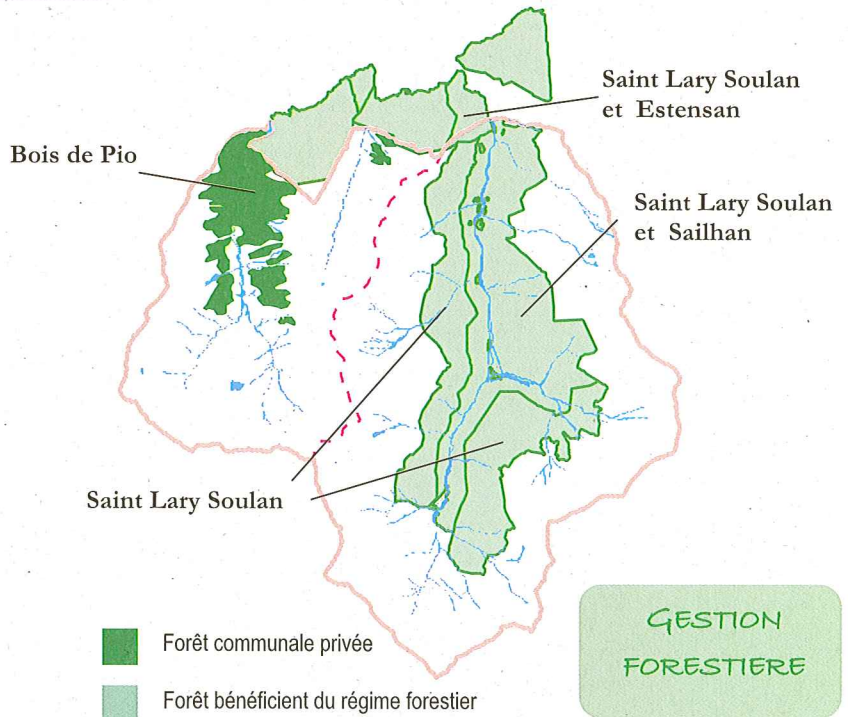 Saint Lary Soulan
et Estensan
Bois de Pio
Saint Lary Soulan
et Sailhan
Saint Lary Soulan
Forêt communale privée
Forêt bénéficient du régime forestier
GESTION
FORESTIERE